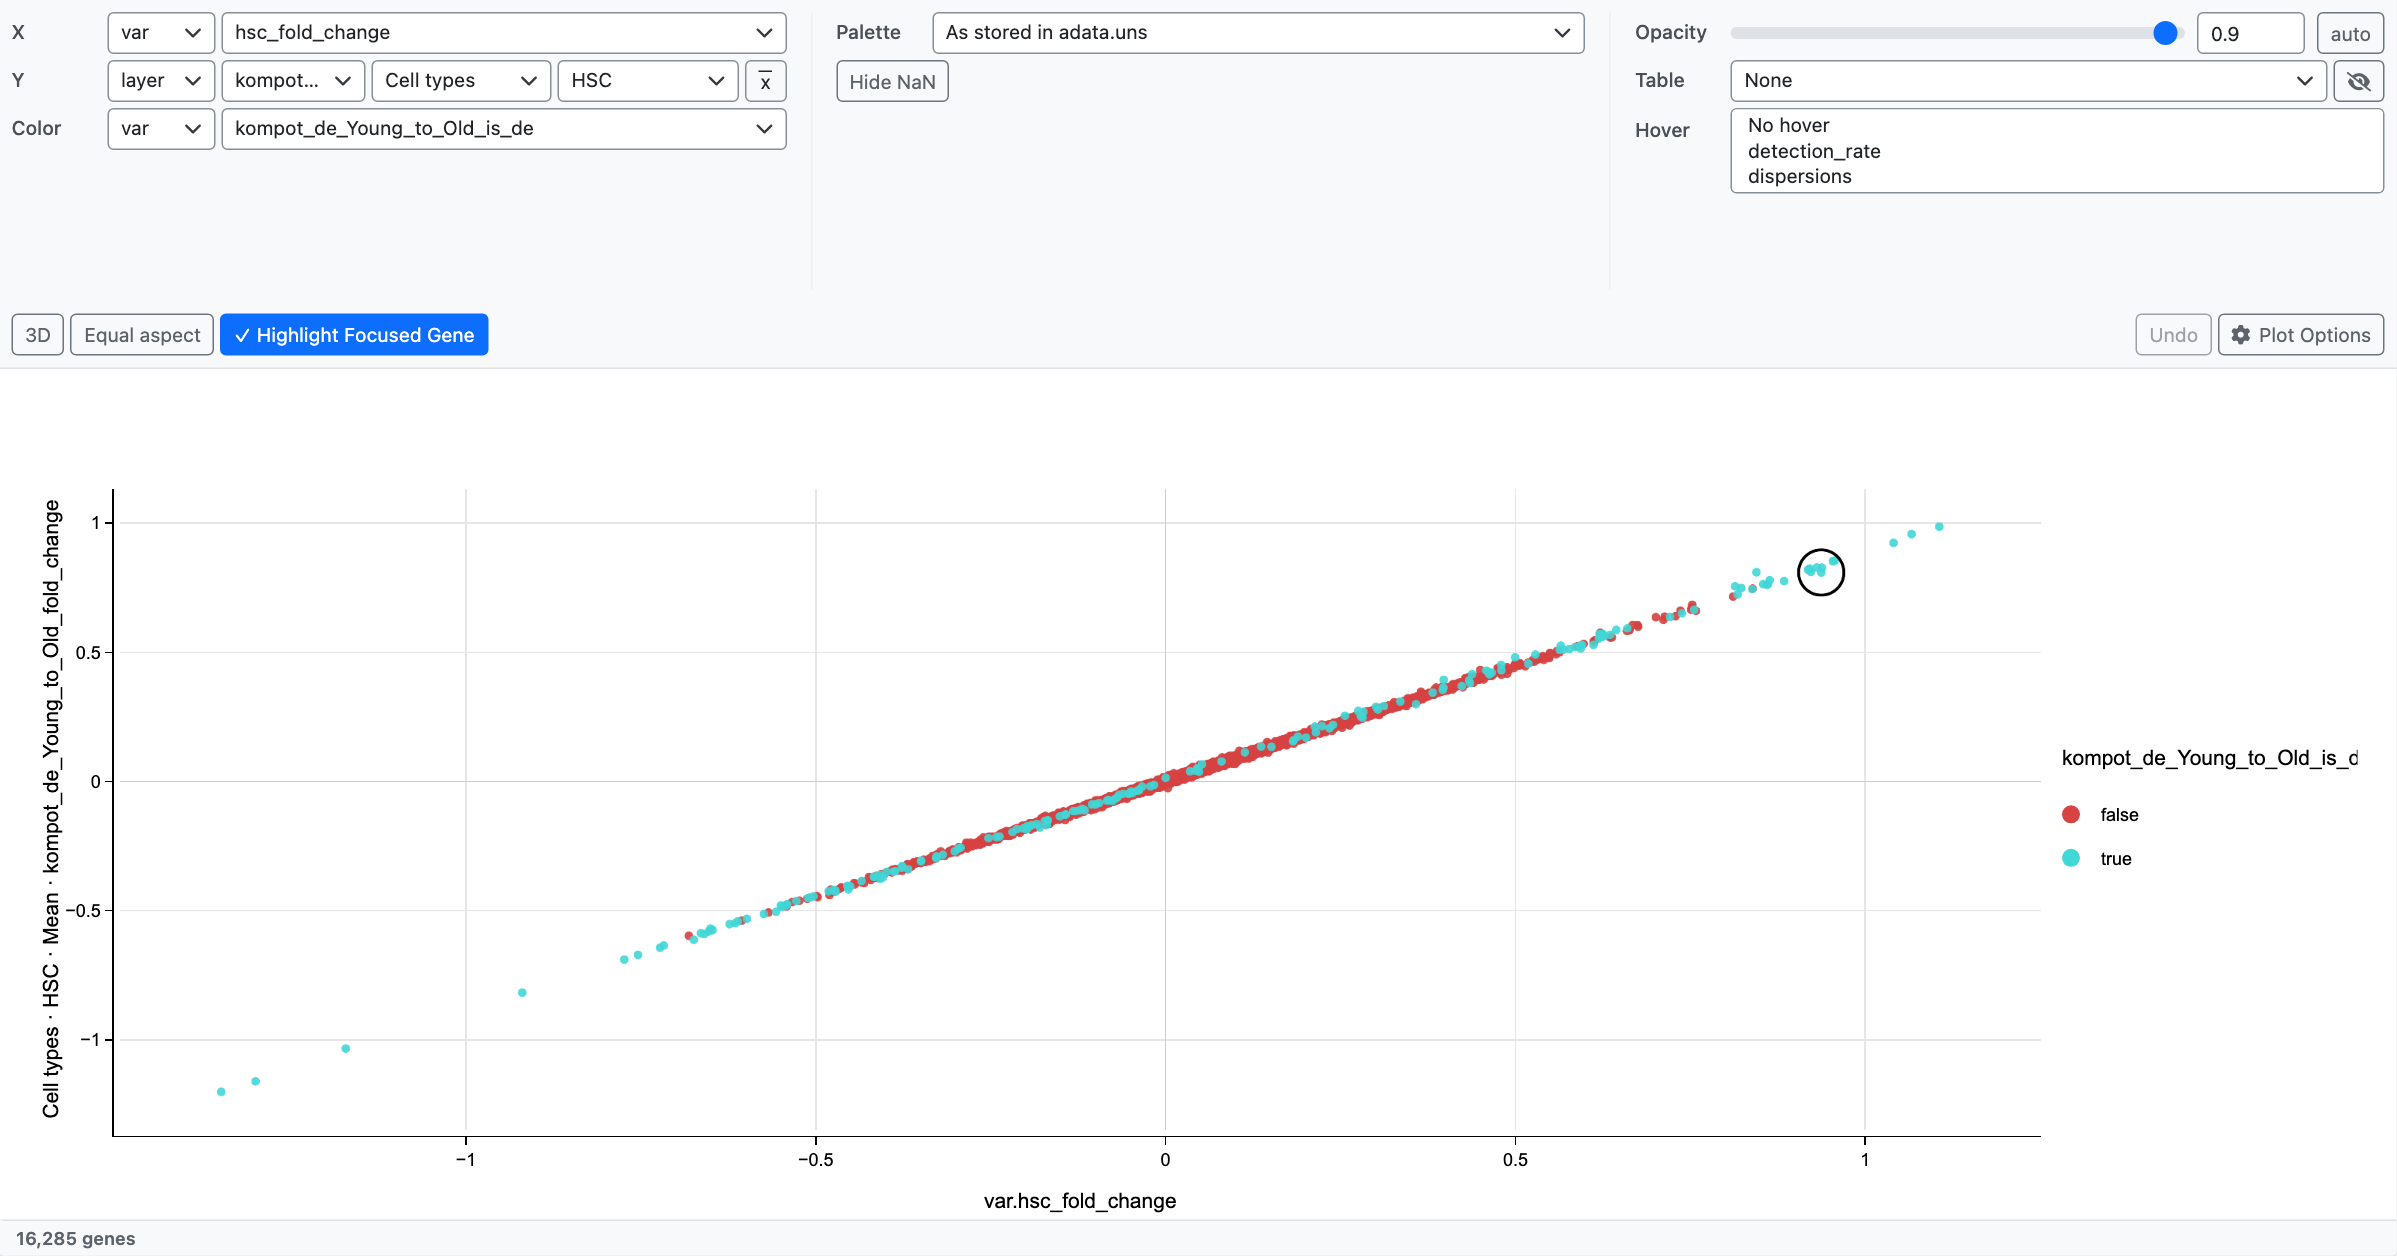 X var hsc_fold_change
Y layer kompot... Cell types HSC x
Color var kompot_de_Young_to_Old_is_de
Palette As stored in adata.uns
Hide NaN
Opacity 0.9 auto
Table None
Hover No hover
detection_rate
dispersions
3D Equal aspect ✓ Highlight Focused Gene
Undo Plot Options
Cell types · HSC · Mean · kompot_de_Young_to_Old_fold_change
1
0.5
0
−0.5
−1
−1 −0.5 0 0.5 1
var.hsc_fold_change
kompot_de_Young_to_Old_is_d
false
true
16,285 genes